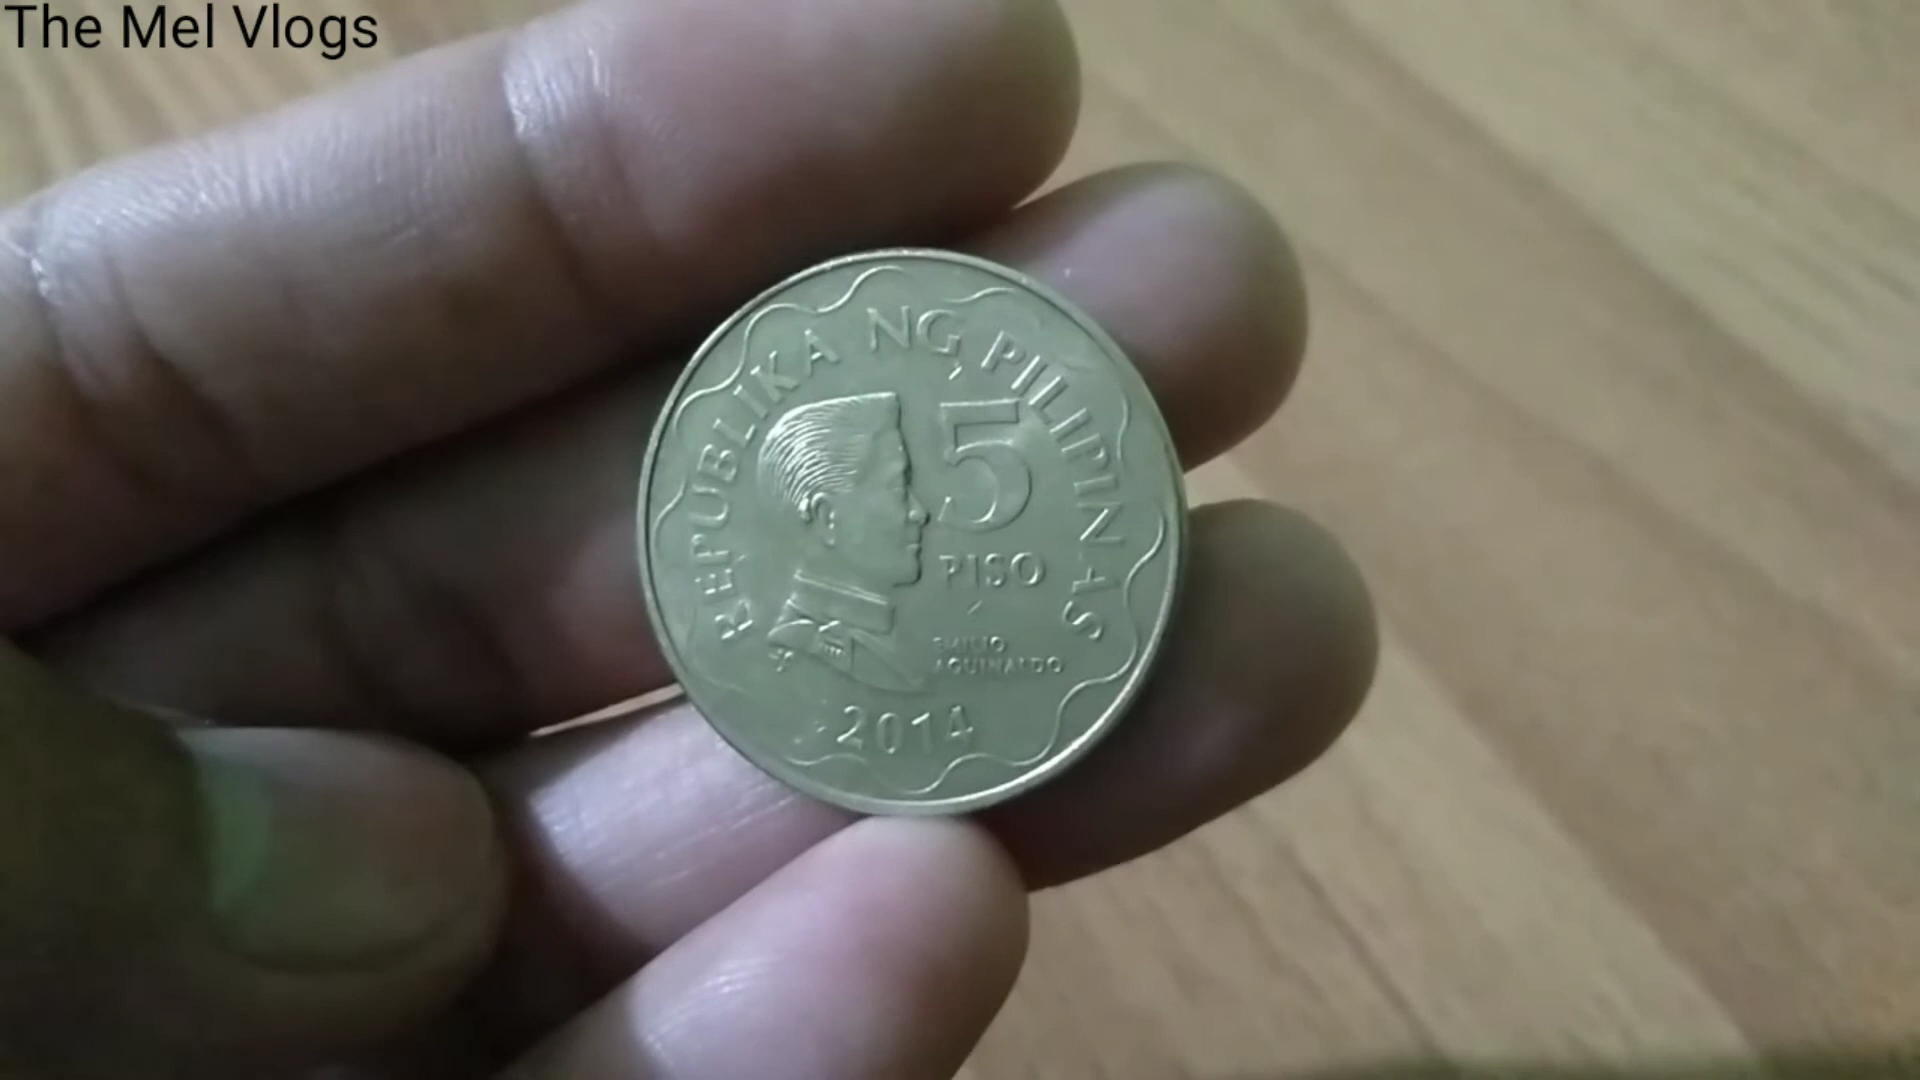 The Mel Vlogs
REPUBLIKA NG PILIPINAS
5
PISO
EMILIO
AGUINALDO
2014